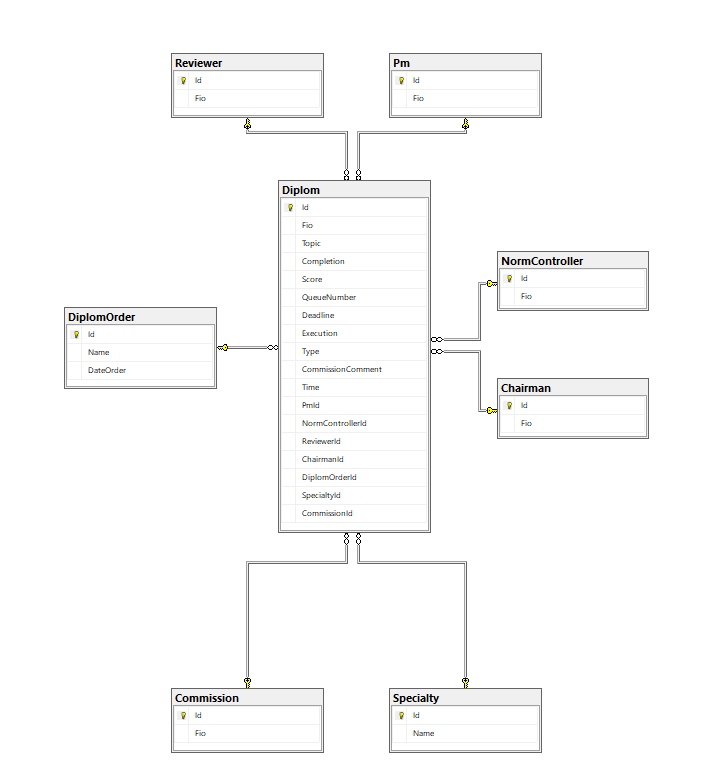 Reviewer
Id
Fio
Pm
Id
Fio
Diplom
Id
Fio
Topic
Completion
Score
QueueNumber
Deadline
Execution
Type
CommissionComment
Time
PmId
NormControllerId
ReviewerId
ChairmanId
DiplomOrderId
SpecialtyId
CommissionId
NormController
Id
Fio
DiplomOrder
Id
Name
DateOrder
Chairman
Id
Fio
Commission
Id
Fio
Specialty
Id
Name